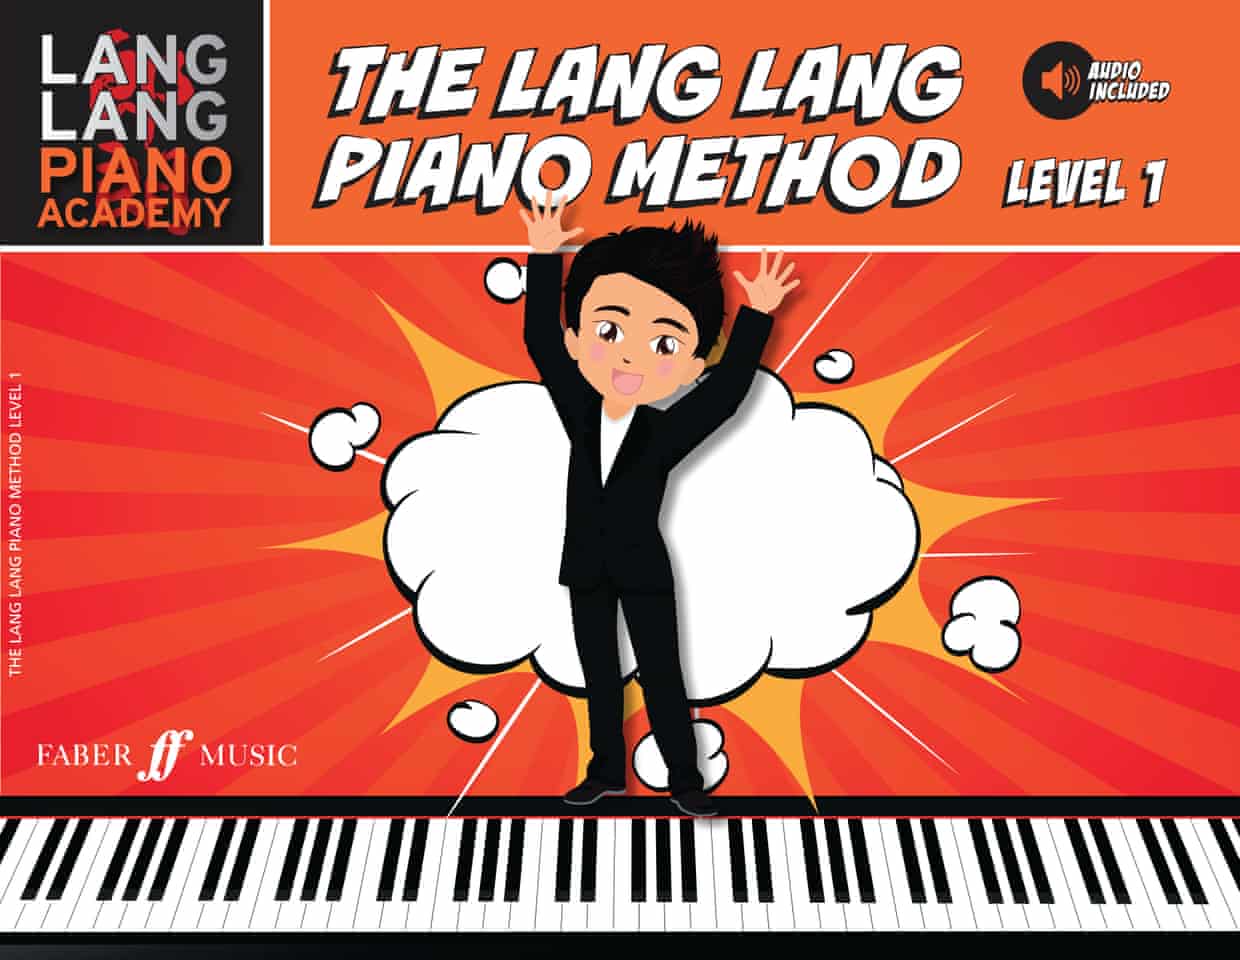 LANG
LANG
PIANO
ACADEMY
THE LANG LANG
PIANO METHOD
AUDIO
INCLUDED
LEVEL 1
THE LANG LANG PIANO METHOD LEVEL 1
FABER ff MUSIC